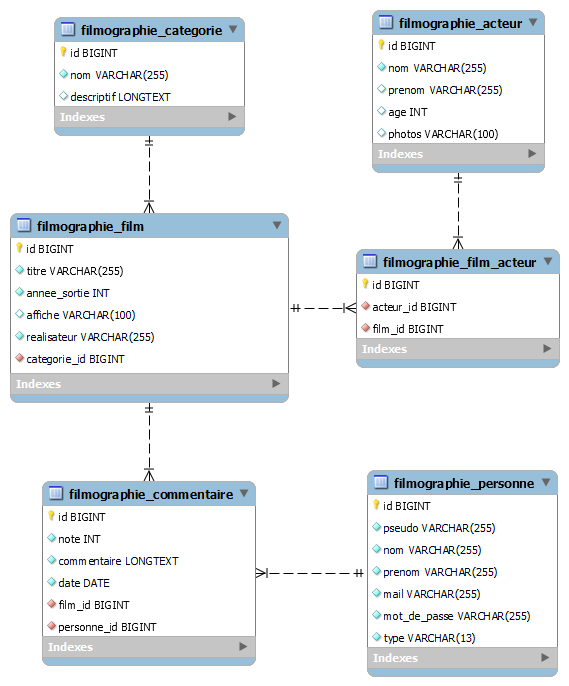 filmographie_categorie
id BIGINT
nom VARCHAR(255)
descriptif LONGTEXT
Indexes
filmographie_acteur
id BIGINT
nom VARCHAR(255)
prenom VARCHAR(255)
age INT
photos VARCHAR(100)
Indexes
filmographie_film
id BIGINT
titre VARCHAR(255)
annee_sortie INT
affiche VARCHAR(100)
realisateur VARCHAR(255)
categorie_id BIGINT
Indexes
filmographie_film_acteur
id BIGINT
acteur_id BIGINT
film_id BIGINT
Indexes
filmographie_commentaire
id BIGINT
note INT
commentaire LONGTEXT
date DATE
film_id BIGINT
personne_id BIGINT
Indexes
filmographie_personne
id BIGINT
pseudo VARCHAR(255)
nom VARCHAR(255)
prenom VARCHAR(255)
mail VARCHAR(255)
mot_de_passe VARCHAR(255)
type VARCHAR(13)
Indexes